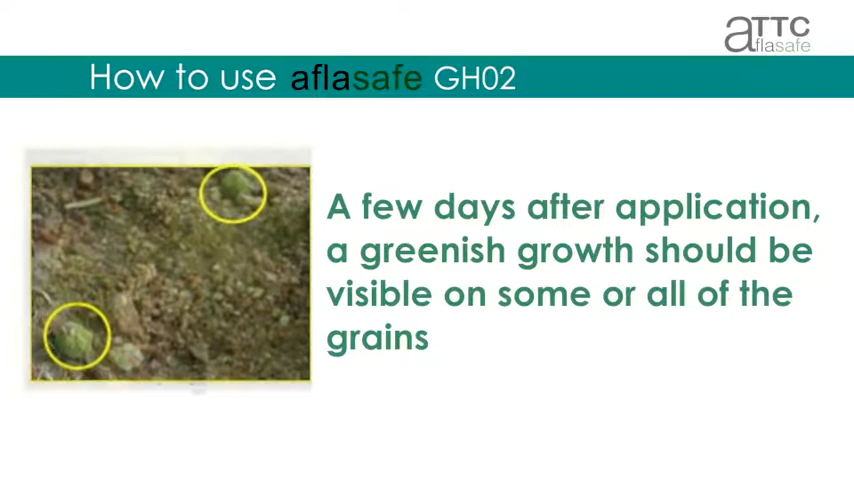 aTTC
aflasafe
How to use aflasafe GH02
A few days after application,
a greenish growth should be
visible on some or all of the
grains